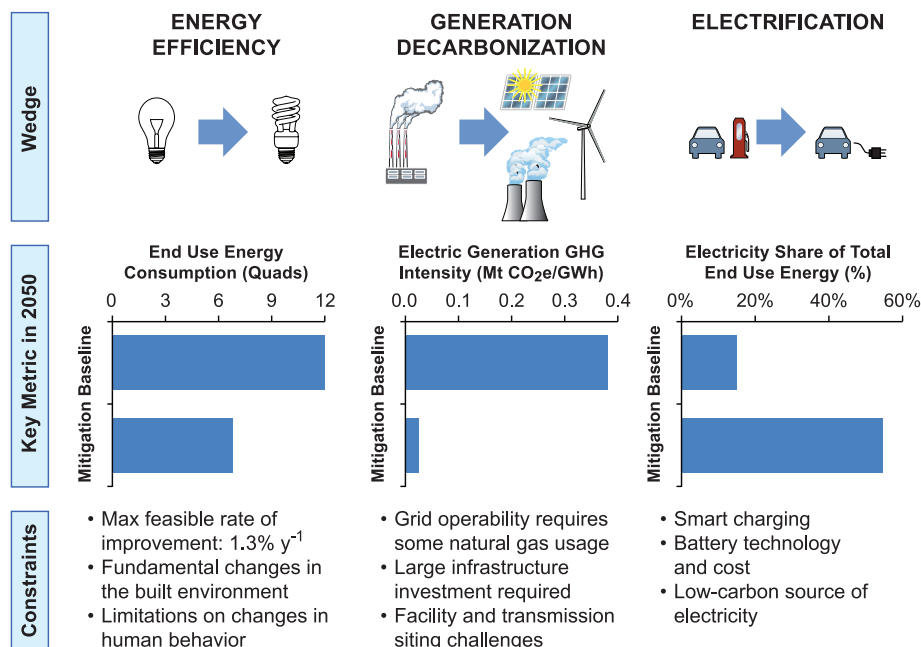 ENERGY
EFFICIENCY
GENERATION
DECARBONIZATION
ELECTRIFICATION
Wedge
Key Metric in 2050
End Use Energy
Consumption (Quads)
0 3 6 9 12
Baseline
Mitigation
Electric Generation GHG
Intensity (Mt CO₂e/GWh)
0.0 0.1 0.2 0.3 0.4
Baseline
Mitigation
Electricity Share of Total
End Use Energy (%)
0% 20% 40% 60%
Baseline
Mitigation
Constraints
• Max feasible rate of
improvement: 1.3% y⁻¹
• Fundamental changes in
the built environment
• Limitations on changes in
human behavior
• Grid operability requires
some natural gas usage
• Large infrastructure
investment required
• Facility and transmission
siting challenges
• Smart charging
• Battery technology
and cost
• Low-carbon source of
electricity